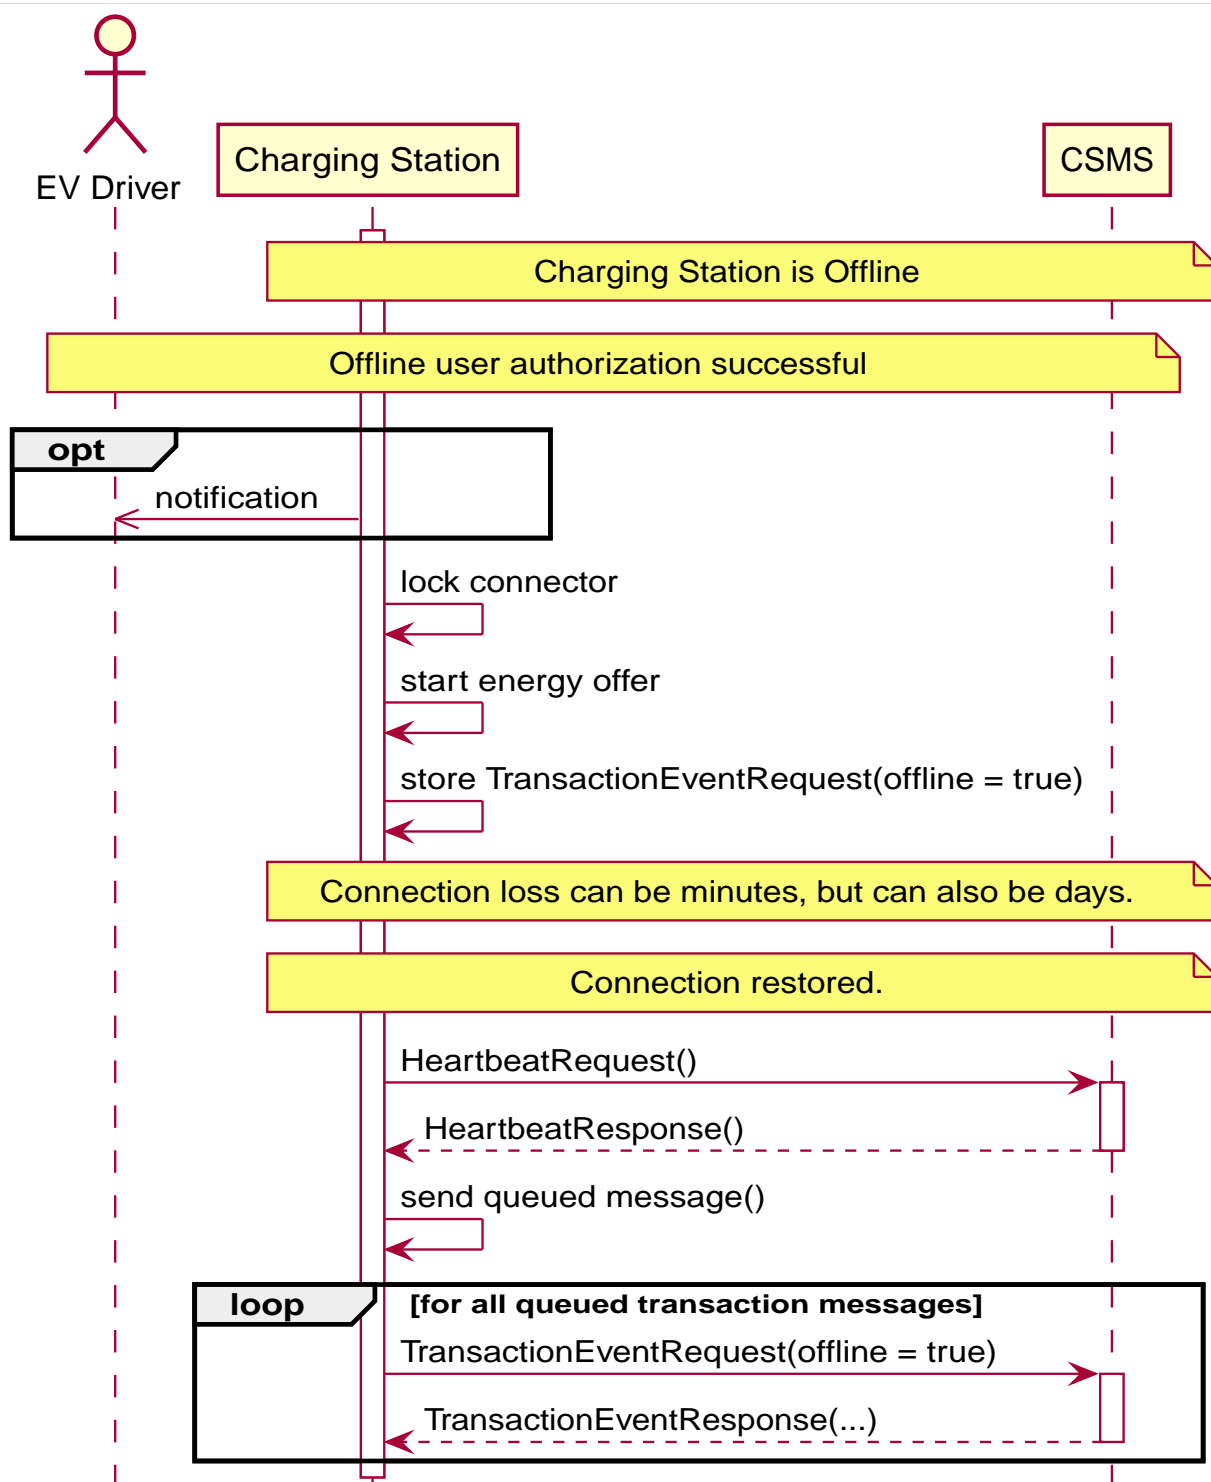 EV Driver
Charging Station
CSMS
Charging Station is Offline
Offline user authorization successful
opt
notification
lock connector
start energy offer
store TransactionEventRequest(offline = true)
Connection loss can be minutes, but can also be days.
Connection restored.
HeartbeatRequest()
HeartbeatResponse()
send queued message()
loop
[for all queued transaction messages]
TransactionEventRequest(offline = true)
TransactionEventResponse(...)